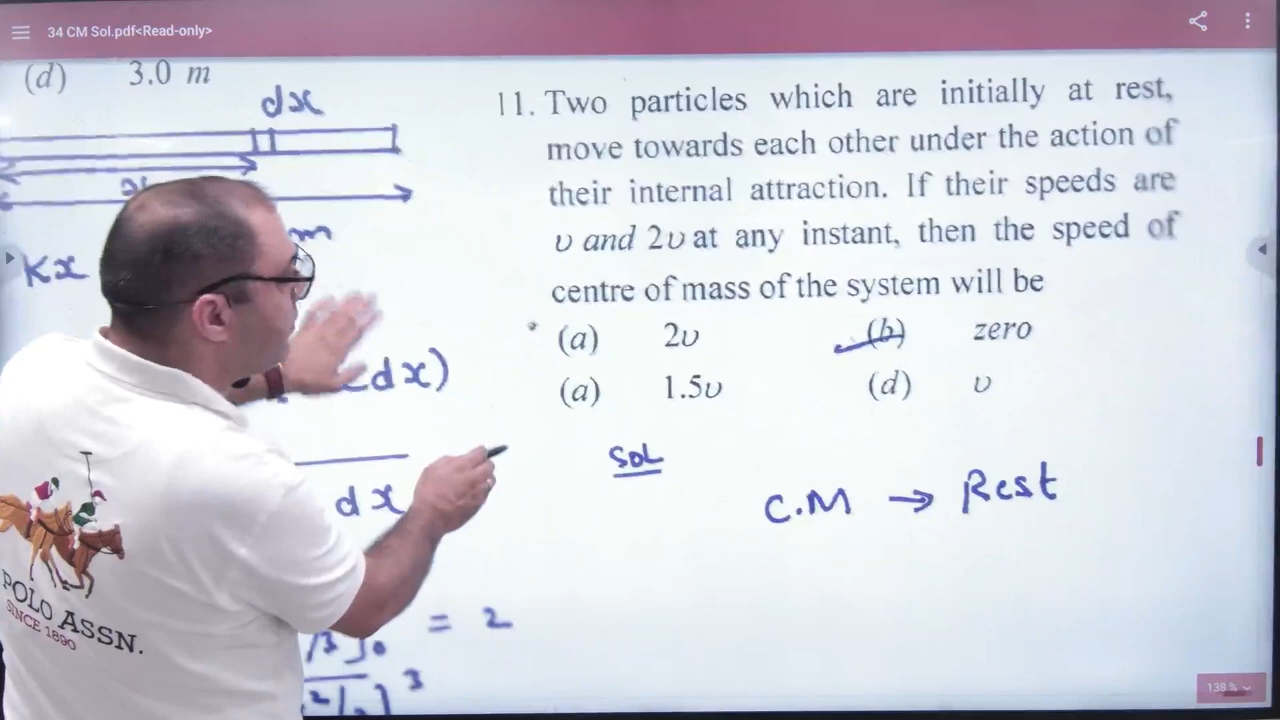 34 CM Sol.pdf<Read-only>
(d) 3.0 m
dx
m
Kx
dx)
dx
= 2
3
11. Two particles which are initially at rest,
move towards each other under the action of
their internal attraction. If their speeds are
υ and 2υ at any instant, then the speed of
centre of mass of the system will be
(a) 2υ (b) zero
(a) 1.5υ (d) υ
Sol
C.M → Rest
POLO ASSN.
SINCE 1890
138 %